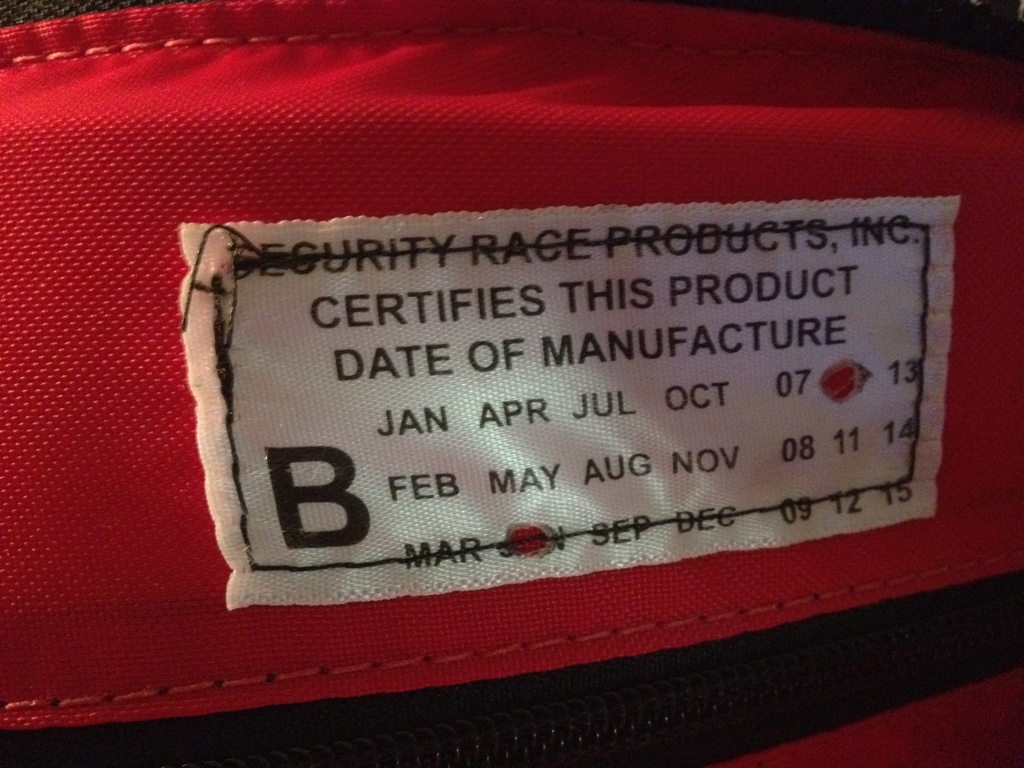 SECURITY RACE PRODUCTS, INC.
CERTIFIES THIS PRODUCT
DATE OF MANUFACTURE
JAN APR JUL OCT 07 13
B FEB MAY AUG NOV 08 11 14
MAR SEP DEC 09 12 15